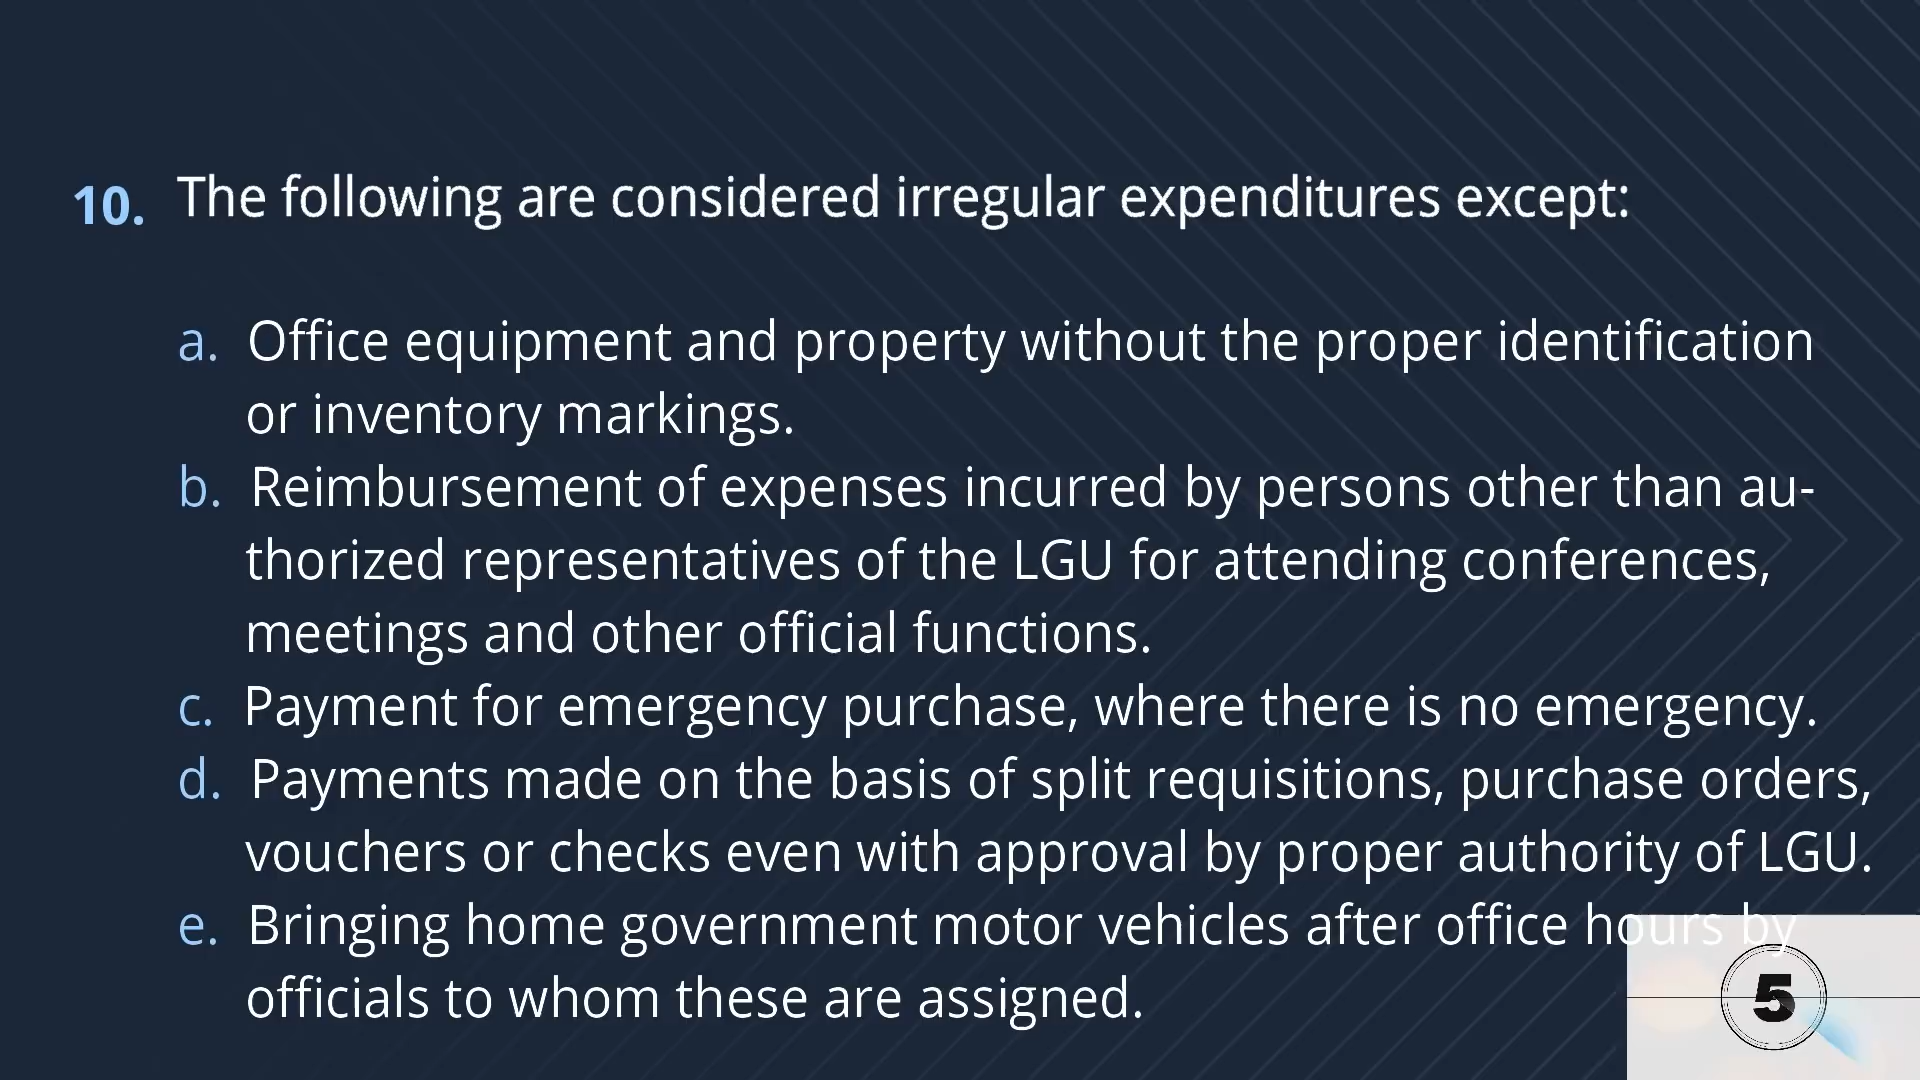 10. The following are considered irregular expenditures except:
a. Office equipment and property without the proper identification
or inventory markings.
b. Reimbursement of expenses incurred by persons other than au-
thorized representatives of the LGU for attending conferences,
meetings and other official functions.
c. Payment for emergency purchase, where there is no emergency.
d. Payments made on the basis of split requisitions, purchase orders,
vouchers or checks even with approval by proper authority of LGU.
e. Bringing home government motor vehicles after office hours by
officials to whom these are assigned.
5